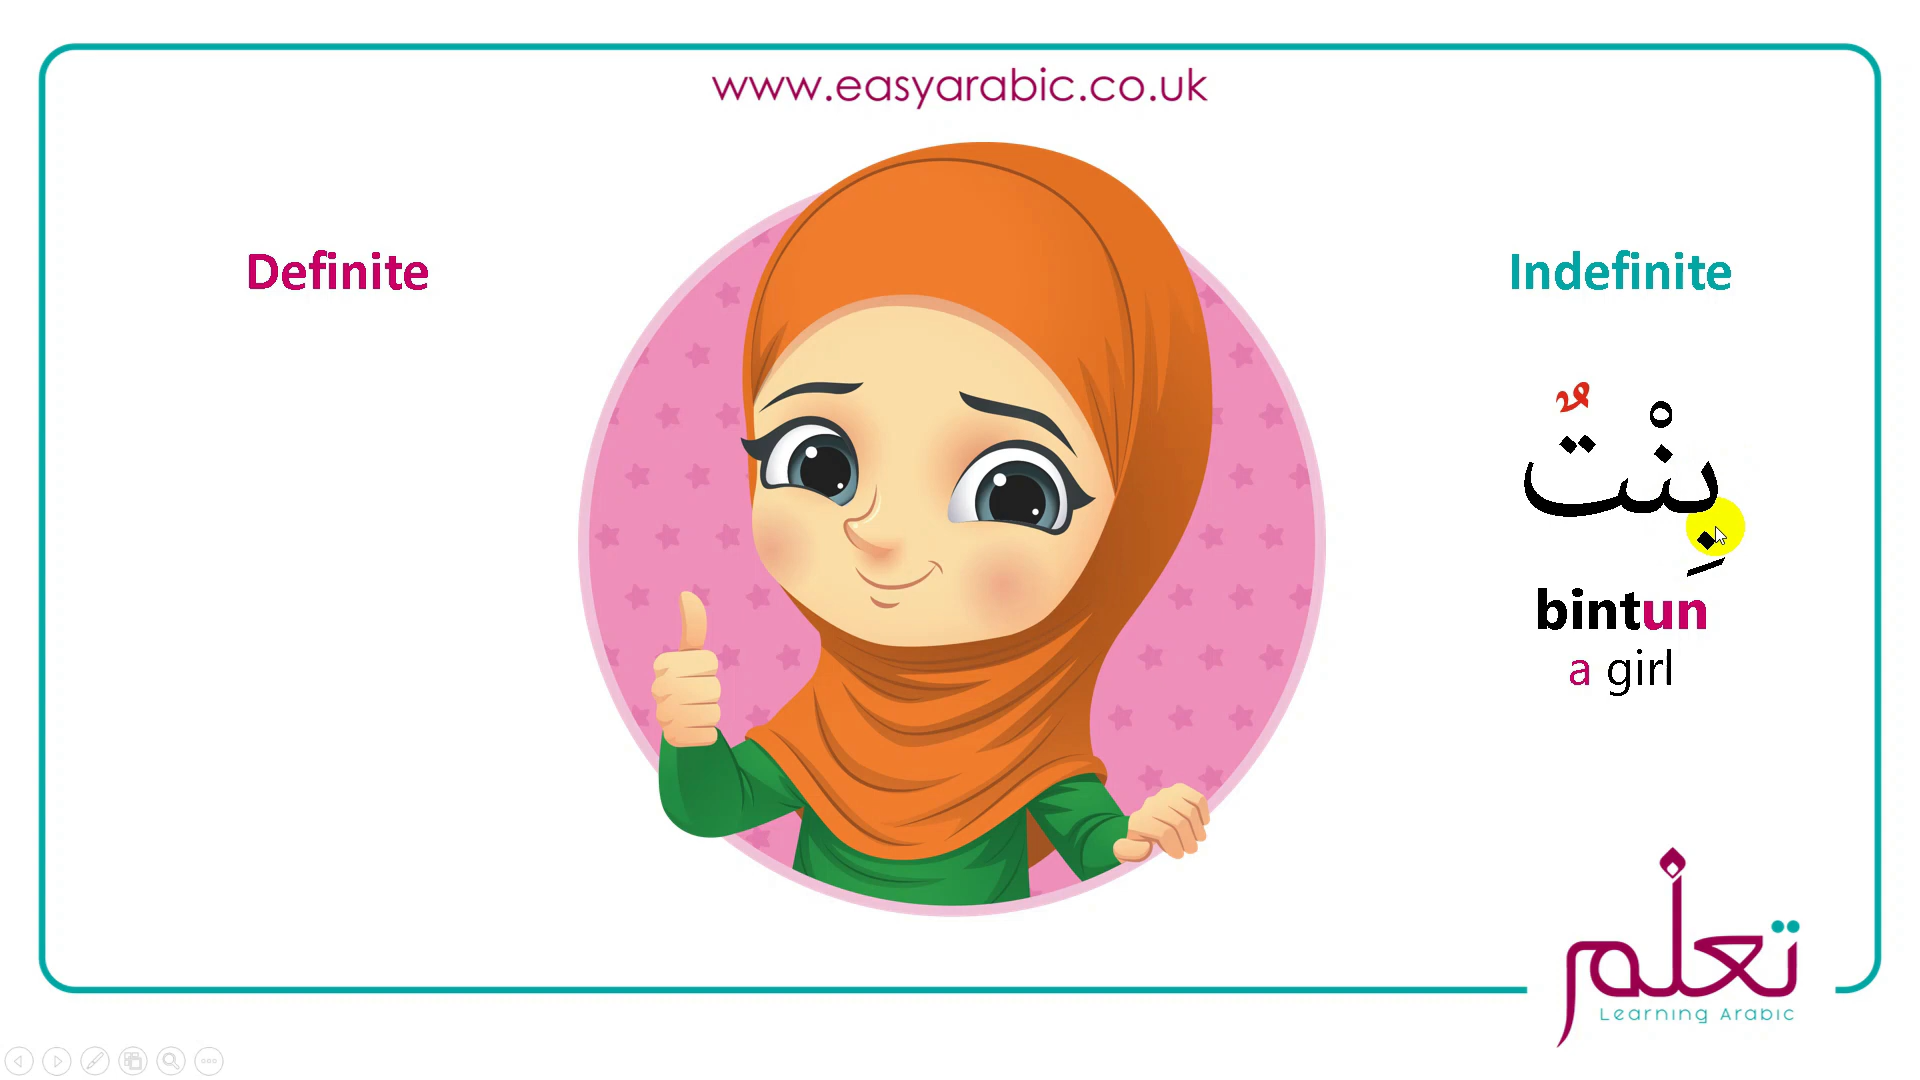 www.easyarabic.co.uk
Definite
Indefinite
بِنْتٌ
bintun
a girl
تعلم
Learning Arabic